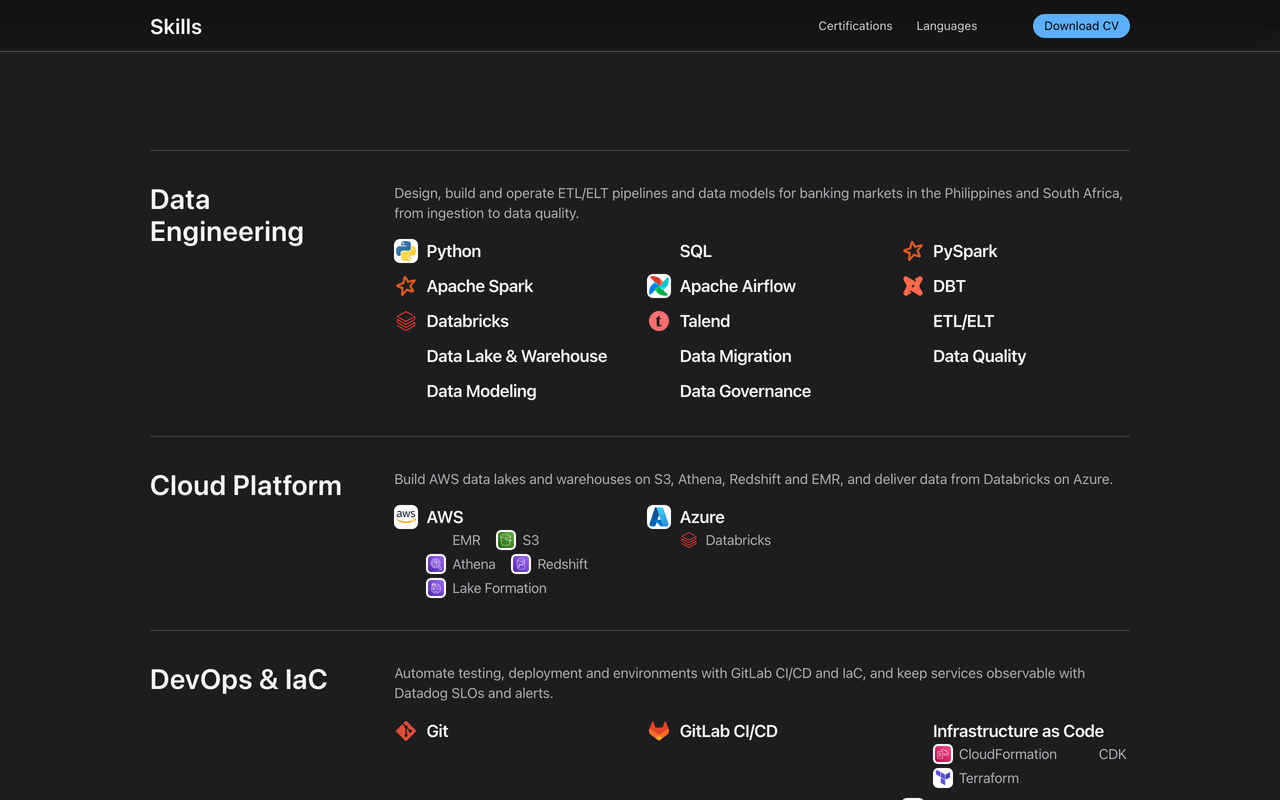 Skills
Certifications Languages Download CV
Data
Engineering
Design, build and operate ETL/ELT pipelines and data models for banking markets in the Philippines and South Africa,
from ingestion to data quality.
Python SQL PySpark
Apache Spark Apache Airflow DBT
Databricks t Talend ETL/ELT
Data Lake & Warehouse Data Migration Data Quality
Data Modeling Data Governance
Cloud Platform
Build AWS data lakes and warehouses on S3, Athena, Redshift and EMR, and deliver data from Databricks on Azure.
aws AWS Azure
EMR S3 Databricks
Athena Redshift
Lake Formation
DevOps & IaC
Automate testing, deployment and environments with GitLab CI/CD and IaC, and keep services observable with
Datadog SLOs and alerts.
Git GitLab CI/CD Infrastructure as Code
CloudFormation CDK
Terraform